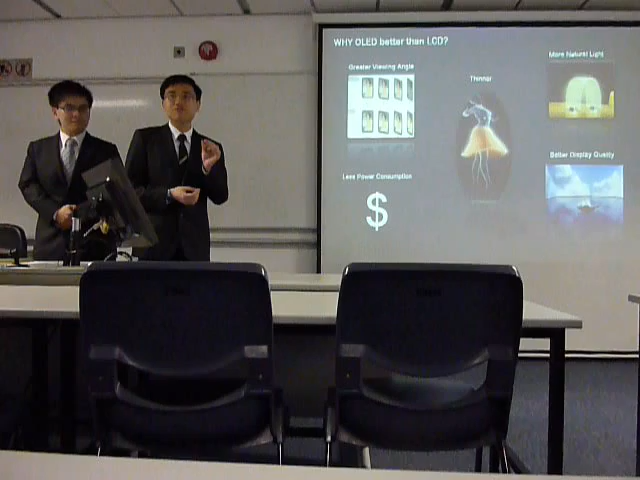 WHY OLED better than LCD?
Greater Viewing Angle
Thinner
More Natural Light
Less Power Consumption
$
Better Display Quality